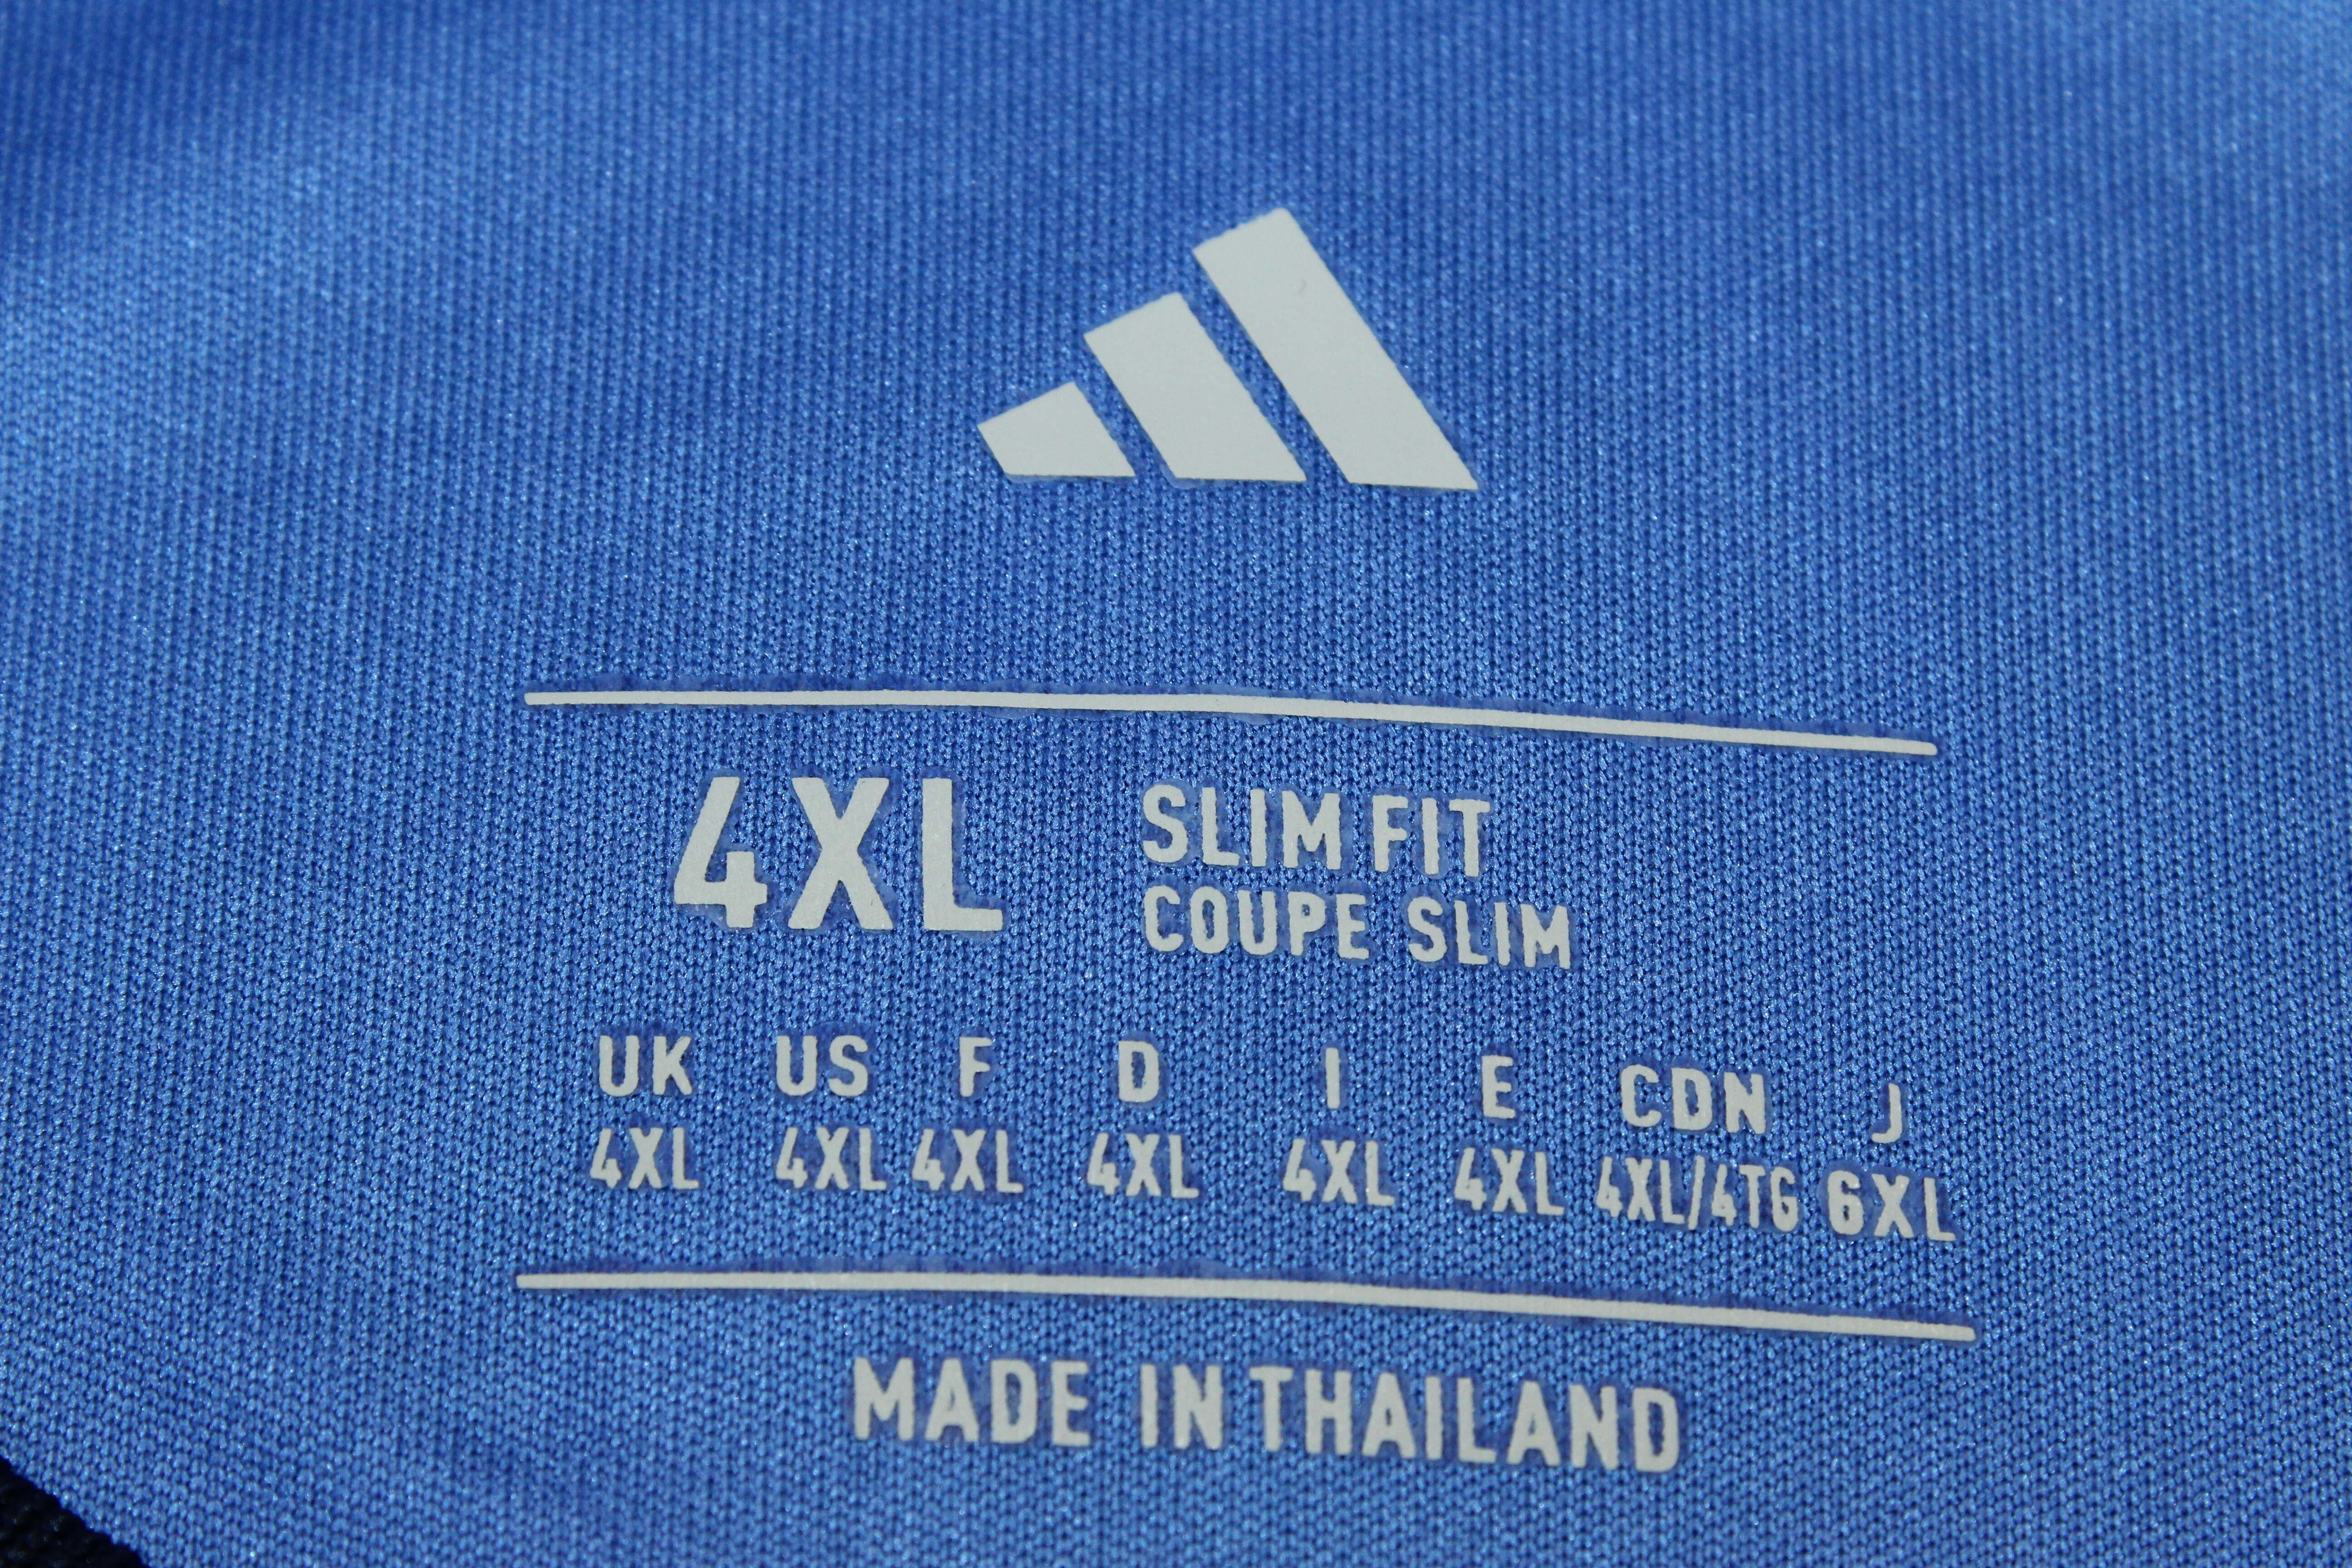 4XL SLIM FIT
COUPE SLIM
UK US F D I E CDN J
4XL 4XL 4XL 4XL 4XL 4XL 4XL/4TG 6XL
MADE IN THAILAND